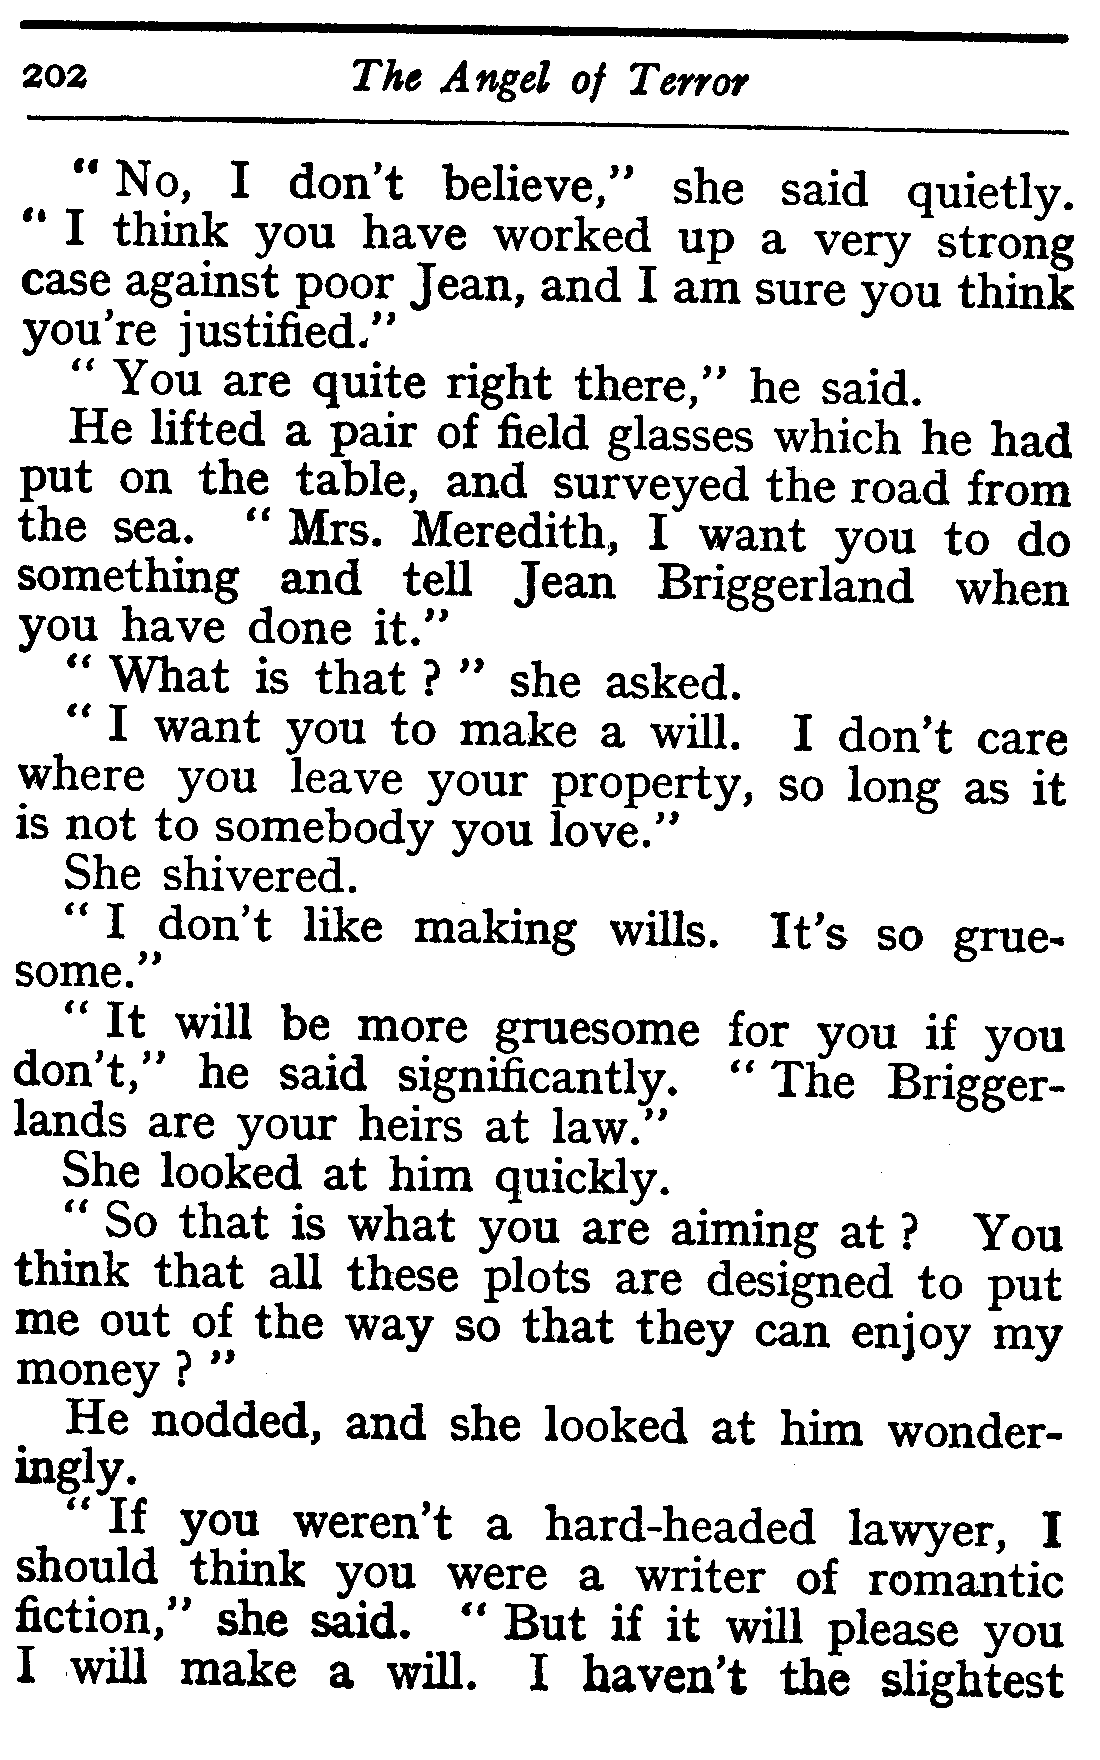 202 The Angel of Terror
“ No, I don't believe,” she said quietly.
“ I think you have worked up a very strong
case against poor Jean, and I am sure you think
you're justified.”
“ You are quite right there,” he said.
He lifted a pair of field glasses which he had
put on the table, and surveyed the road from
the sea. “ Mrs. Meredith, I want you to do
something and tell Jean Briggerland when
you have done it.”
“ What is that ? ” she asked.
“ I want you to make a will. I don't care
where you leave your property, so long as it
is not to somebody you love.”
She shivered.
“ I don't like making wills. It's so grue-
some.”
“ It will be more gruesome for you if you
don't,” he said significantly. “ The Brigger-
lands are your heirs at law.”
She looked at him quickly.
“ So that is what you are aiming at ? You
think that all these plots are designed to put
me out of the way so that they can enjoy my
money ? ”
He nodded, and she looked at him wonder-
ingly.
“ If you weren't a hard-headed lawyer, I
should think you were a writer of romantic
fiction,” she said. “ But if it will please you
I will make a will. I haven't the slightest